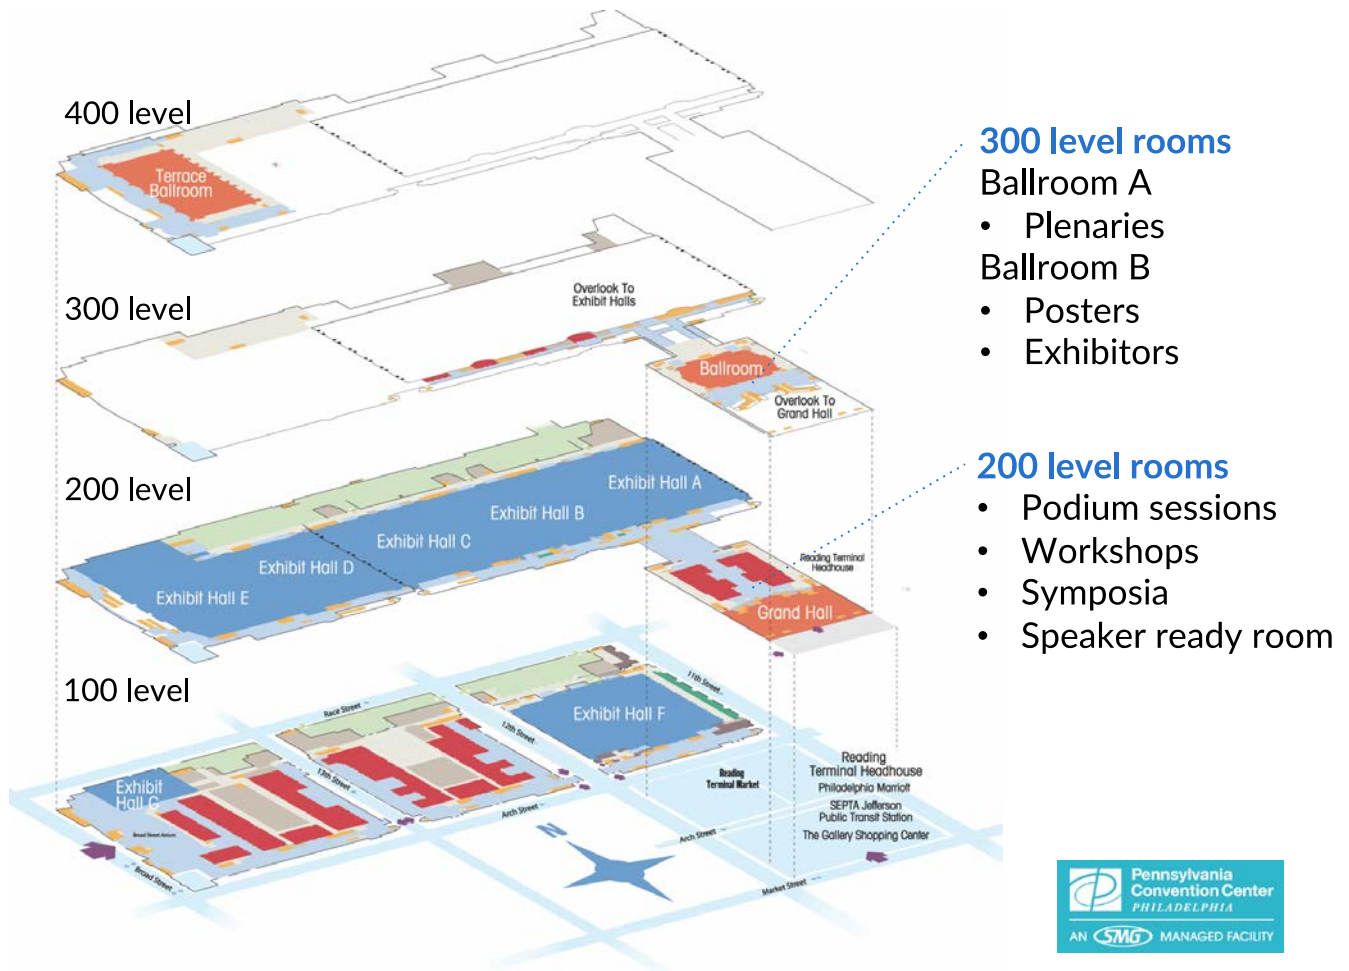 400 level
Terrace
Ballroom
300 level
Overlook To
Exhibit Halls
Ballroom
Overlook To
Grand Hall
200 level
Exhibit Hall A
Exhibit Hall B
Exhibit Hall C
Exhibit Hall D
Exhibit Hall E
Reading Terminal
Headhouse
Grand Hall
100 level
Race Street
11th Street
12th Street
13th Street
Exhibit Hall F
Exhibit
Hall G
Broad Street Atrium
Broad Street
Arch Street
Reading
Terminal Market
Arch Street
Market Street
N
Reading
Terminal Headhouse
Philadelphia Marriott
SEPTA Jefferson
Public Transit Station
The Gallery Shopping Center
300 level rooms
Ballroom A
• Plenaries
Ballroom B
• Posters
• Exhibitors
200 level rooms
• Podium sessions
• Workshops
• Symposia
• Speaker ready room
Pennsylvania
Convention Center
PHILADELPHIA
AN SMG MANAGED FACILITY